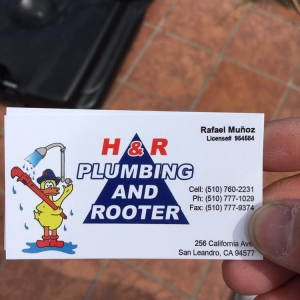 Rafael Muñoz
License# 964684
H & R
PLUMBING
AND
ROOTER
Cell: (510) 760-2231
Ph: (510) 777-1029
Fax: (510) 777-9374
256 California Ave.
San Leandro, CA 94577